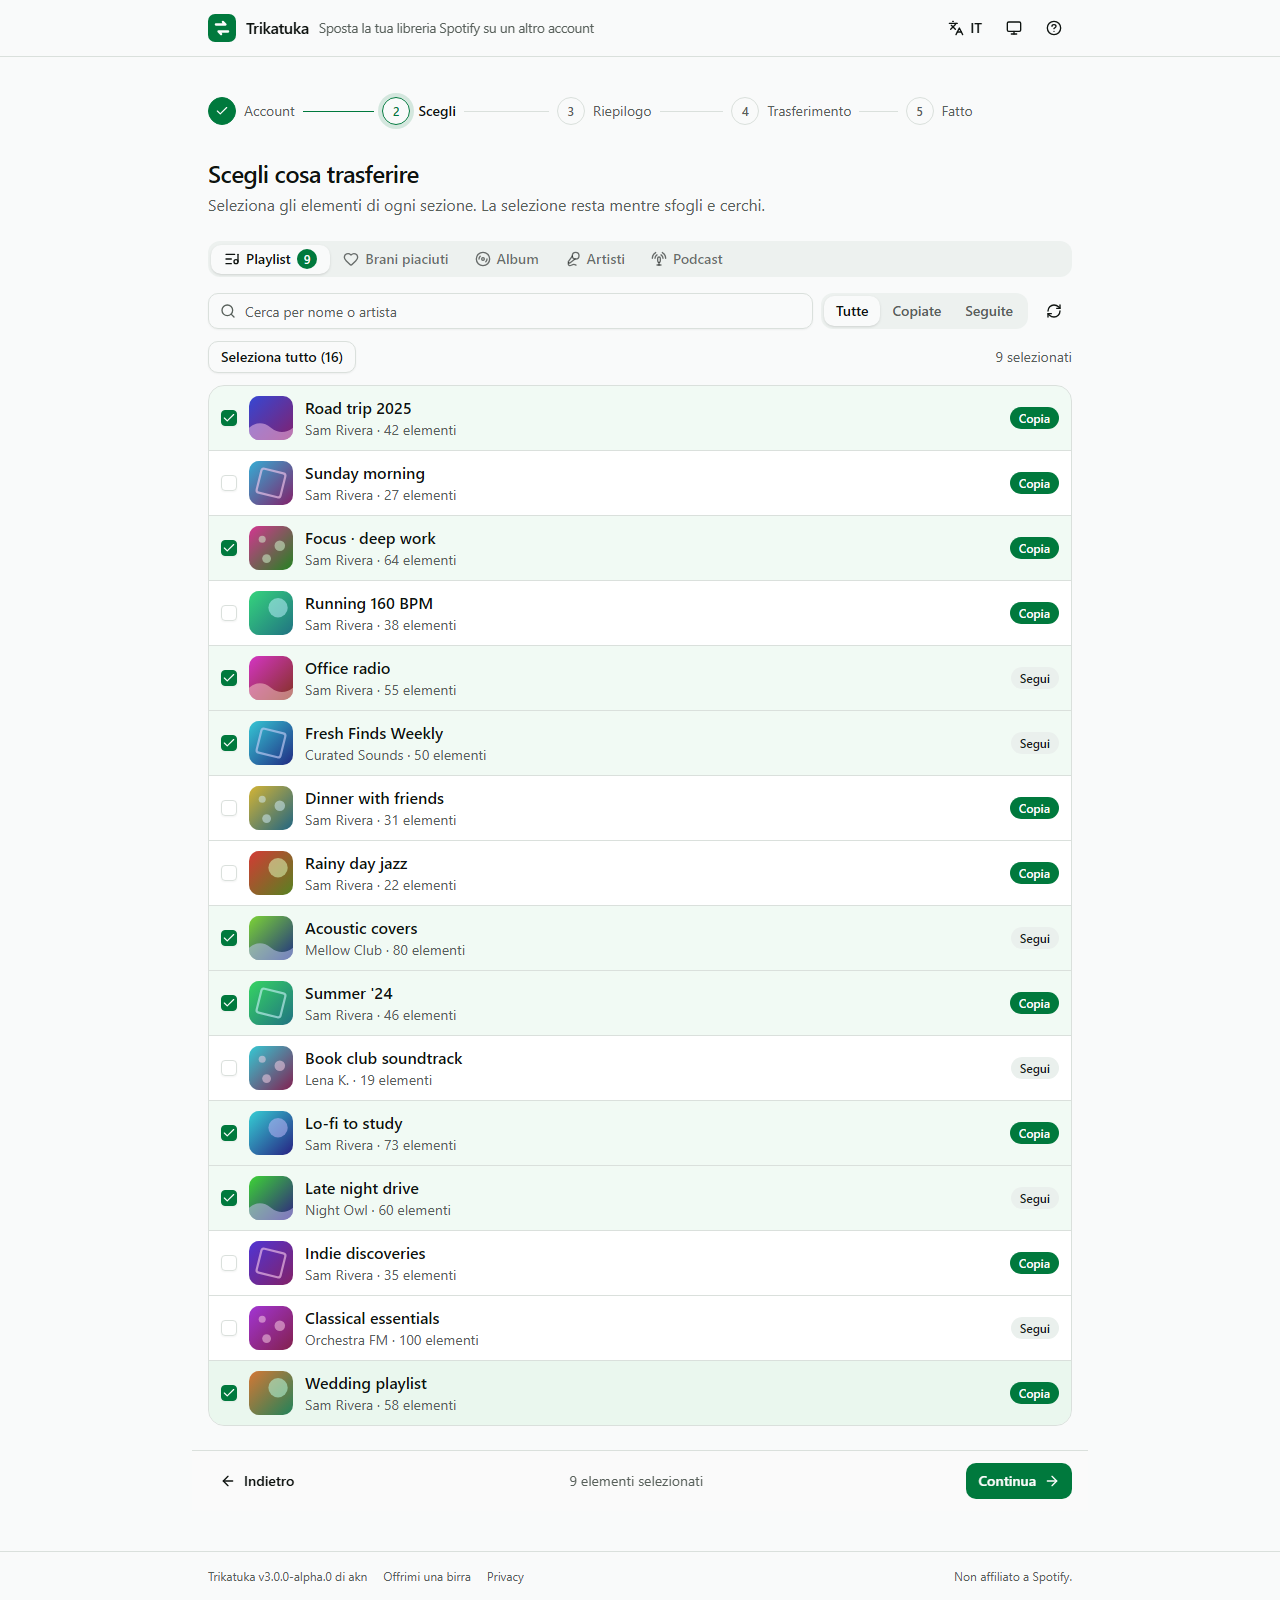 Trikatuka Sposta la tua libreria Spotify su un altro account IT
Account 2 Scegli 3 Riepilogo 4 Trasferimento 5 Fatto
Scegli cosa trasferire
Seleziona gli elementi di ogni sezione. La selezione resta mentre sfogli e cerchi.
Playlist 9 Brani piaciuti Album Artisti Podcast
Cerca per nome o artista Tutte Copiate Seguite
Seleziona tutto (16) 9 selezionati
Road trip 2025
Sam Rivera · 42 elementi
Copia
Sunday morning
Sam Rivera · 27 elementi
Copia
Focus · deep work
Sam Rivera · 64 elementi
Copia
Running 160 BPM
Sam Rivera · 38 elementi
Copia
Office radio
Sam Rivera · 55 elementi
Segui
Fresh Finds Weekly
Curated Sounds · 50 elementi
Segui
Dinner with friends
Sam Rivera · 31 elementi
Copia
Rainy day jazz
Sam Rivera · 22 elementi
Copia
Acoustic covers
Mellow Club · 80 elementi
Segui
Summer '24
Sam Rivera · 46 elementi
Copia
Book club soundtrack
Lena K. · 19 elementi
Segui
Lo-fi to study
Sam Rivera · 73 elementi
Copia
Late night drive
Night Owl · 60 elementi
Segui
Indie discoveries
Sam Rivera · 35 elementi
Copia
Classical essentials
Orchestra FM · 100 elementi
Segui
Wedding playlist
Sam Rivera · 58 elementi
Copia
Indietro 9 elementi selezionati Continua
Trikatuka v3.0.0-alpha.0 di akn Offrimi una birra Privacy Non affiliato a Spotify.